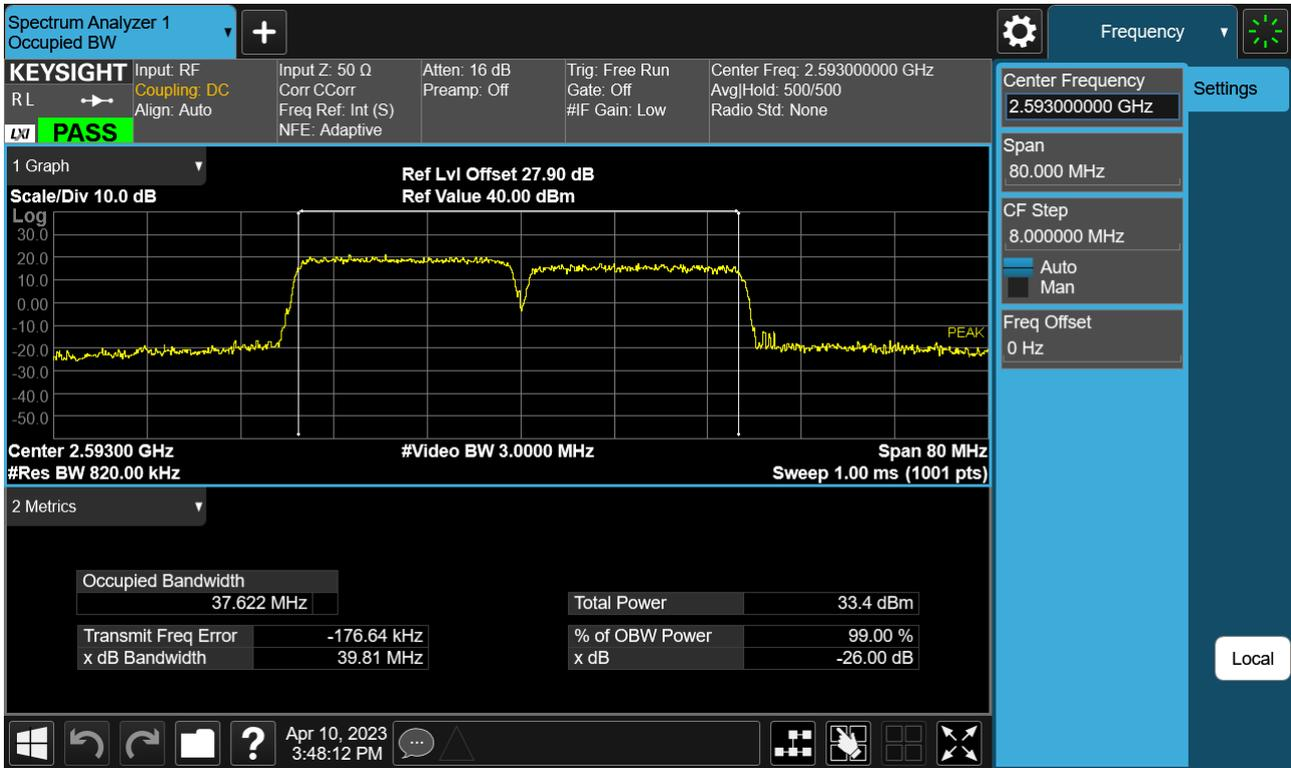 Spectrum Analyzer 1
Occupied BW
Frequency
KEYSIGHT
R L
LXI
PASS
Input: RF
Coupling: DC
Align: Auto
Input Z: 50 Ω
Corr CCorr
Freq Ref: Int (S)
NFE: Adaptive
Atten: 16 dB
Preamp: Off
Trig: Free Run
Gate: Off
#IF Gain: Low
Center Freq: 2.593000000 GHz
Avg|Hold: 500/500
Radio Std: None
Center Frequency
2.593000000 GHz
Settings
Span
80.000 MHz
CF Step
8.000000 MHz
Auto
Man
Freq Offset
0 Hz
Local
1 Graph
Ref Lvl Offset 27.90 dB
Scale/Div 10.0 dB
Ref Value 40.00 dBm
Log
30.0
20.0
10.0
0.00
-10.0
-20.0
-30.0
-40.0
-50.0
PEAK
Center 2.59300 GHz
#Video BW 3.0000 MHz
Span 80 MHz
#Res BW 820.00 kHz
Sweep 1.00 ms (1001 pts)
2 Metrics
Occupied Bandwidth
37.622 MHz
Total Power 33.4 dBm
Transmit Freq Error -176.64 kHz
% of OBW Power 99.00 %
x dB Bandwidth 39.81 MHz
x dB -26.00 dB
Apr 10, 2023
3:48:12 PM